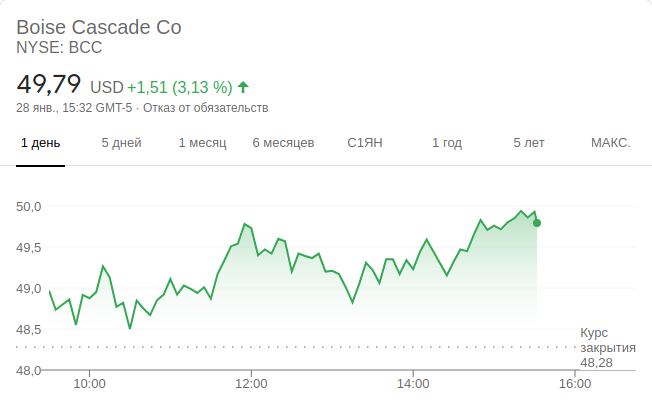 Boise Cascade Co
NYSE: BCC
49,79 USD +1,51 (3,13 %)
28 янв., 15:32 GMT-5 · Отказ от обязательств
1 день 5 дней 1 месяц 6 месяцев С1ЯН 1 год 5 лет МАКС.
50,0
49,5
49,0
48,5
48,0
Курс
закрытия
48,28
10:00 12:00 14:00 16:00